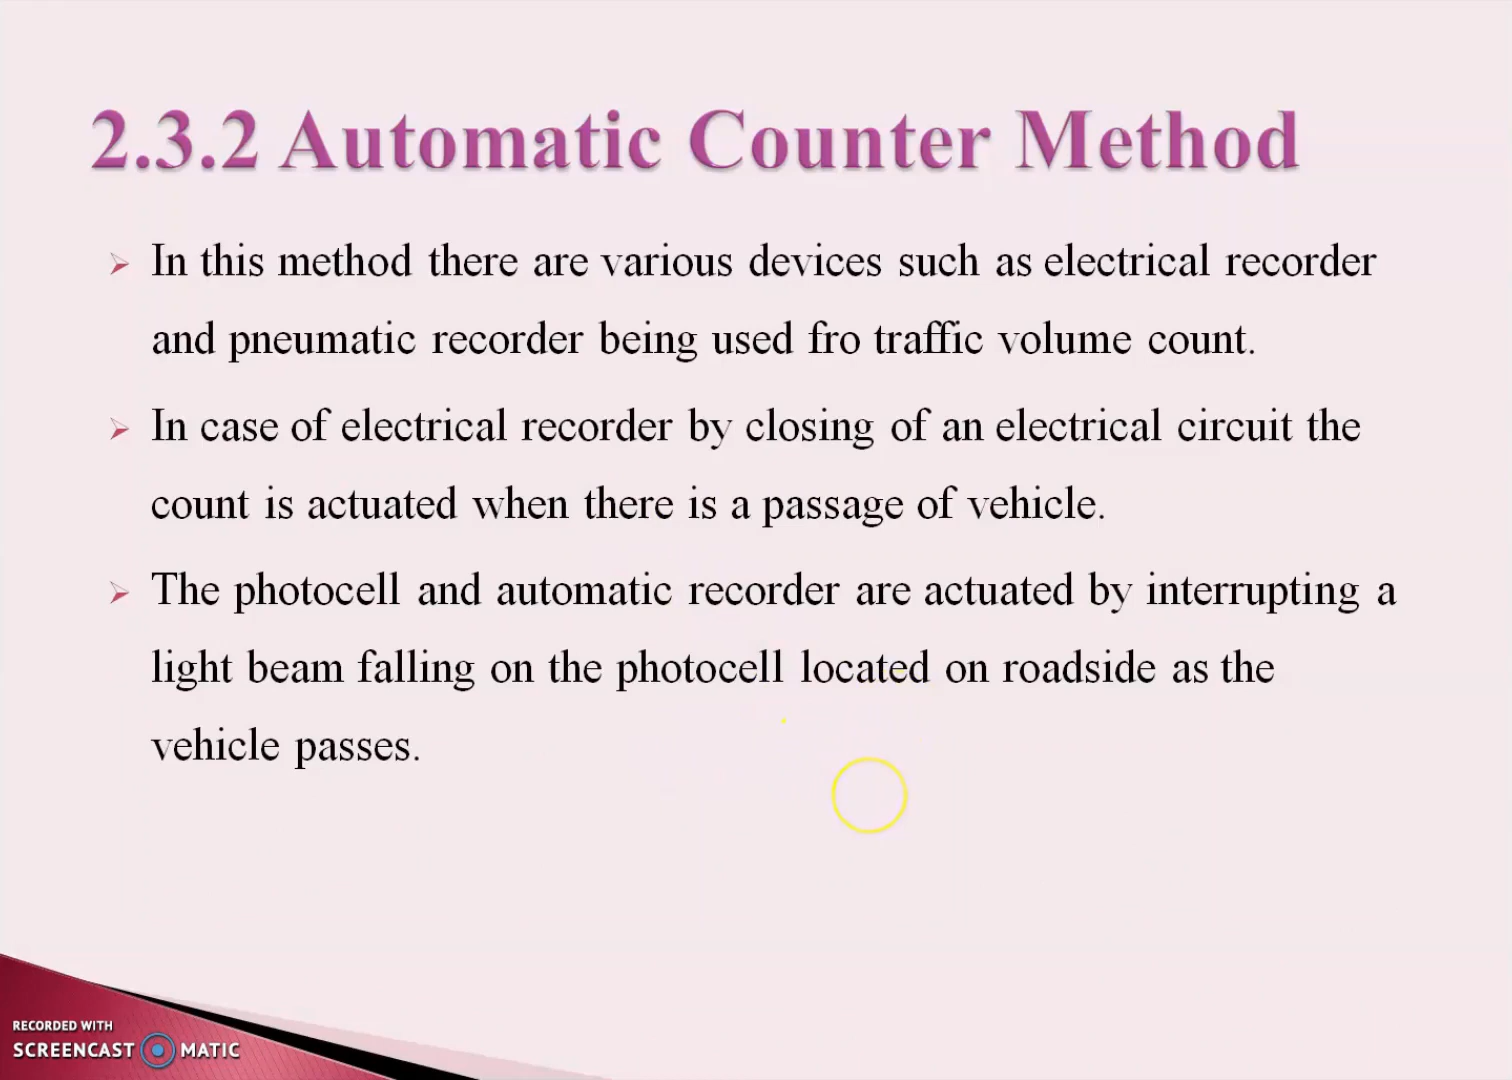 2.3.2 Automatic Counter Method
In this method there are various devices such as electrical recorder
and pneumatic recorder being used fro traffic volume count.
In case of electrical recorder by closing of an electrical circuit the
count is actuated when there is a passage of vehicle.
The photocell and automatic recorder are actuated by interrupting a
light beam falling on the photocell located on roadside as the
vehicle passes.
RECORDED WITH
SCREENCAST MATIC